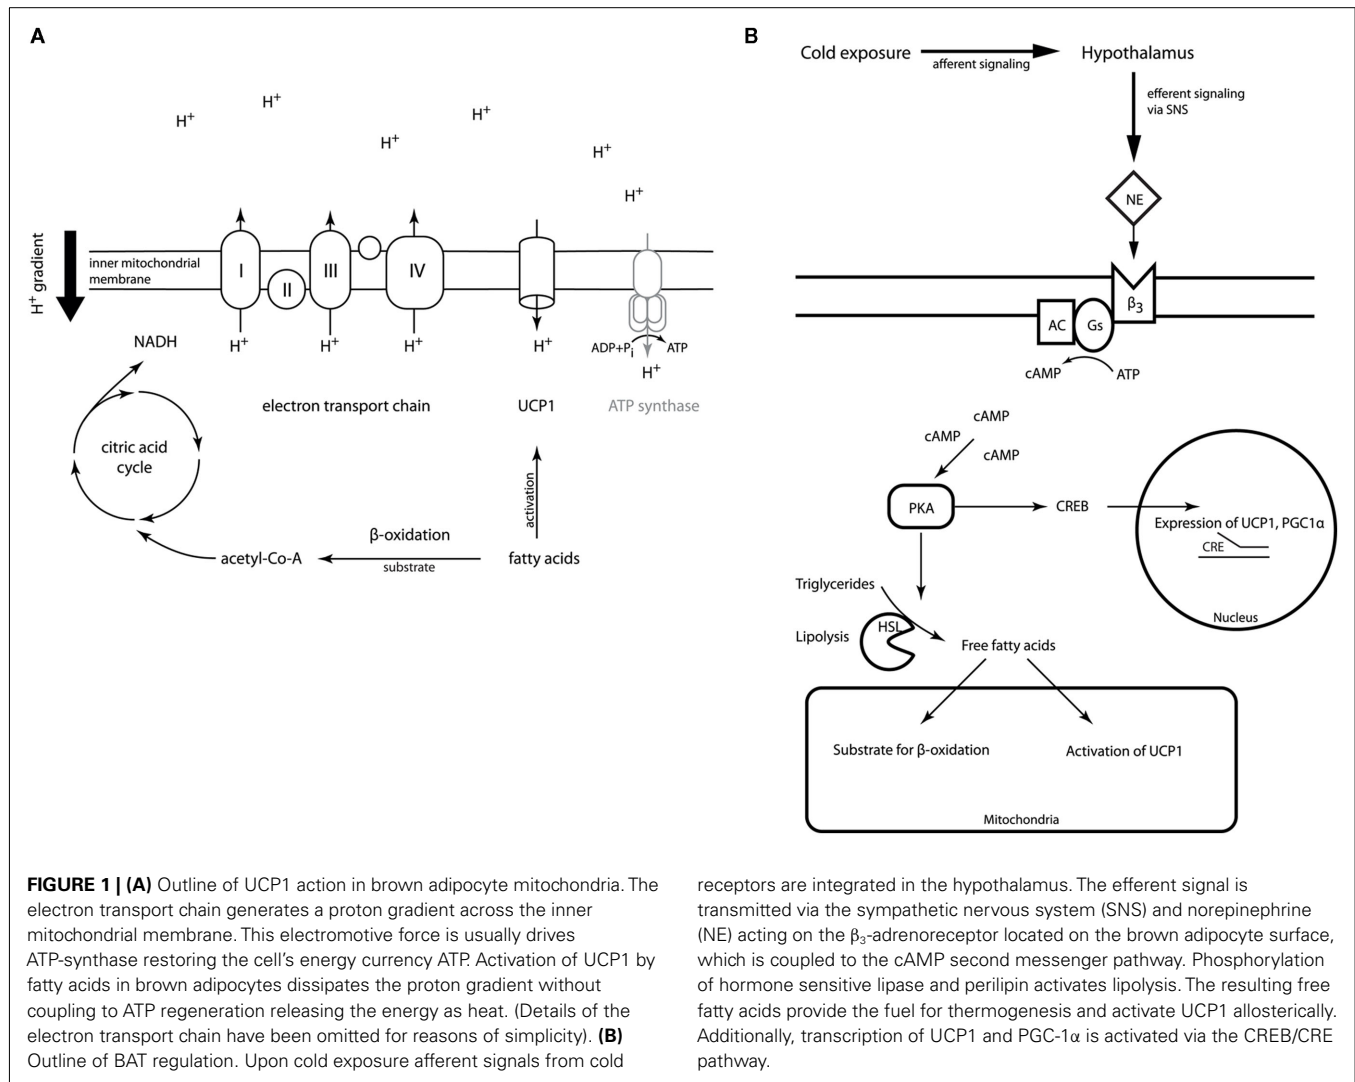 A
H+
H+
H+
H+
H+
H+
H+ gradient
inner mitochondrial
membrane
I
II
III
IV
NADH
H+
H+
H+
H+
ADP+Pi
ATP
H+
electron transport chain
UCP1
ATP synthase
citric acid
cycle
activation
β-oxidation
acetyl-Co-A
substrate
fatty acids
B
Cold exposure
afferent signaling
Hypothalamus
efferent signaling
via SNS
NE
β3
AC
Gs
cAMP
ATP
cAMP
cAMP
cAMP
PKA
CREB
Expression of UCP1, PGC1α
CRE
Nucleus
Triglycerides
HSL
Lipolysis
Free fatty acids
Substrate for β-oxidation
Activation of UCP1
Mitochondria
FIGURE 1 | (A) Outline of UCP1 action in brown adipocyte mitochondria. The
electron transport chain generates a proton gradient across the inner
mitochondrial membrane. This electromotive force is usually drives
ATP-synthase restoring the cell's energy currency ATP. Activation of UCP1 by
fatty acids in brown adipocytes dissipates the proton gradient without
coupling to ATP regeneration releasing the energy as heat. (Details of the
electron transport chain have been omitted for reasons of simplicity). (B)
Outline of BAT regulation. Upon cold exposure afferent signals from cold
receptors are integrated in the hypothalamus. The efferent signal is
transmitted via the sympathetic nervous system (SNS) and norepinephrine
(NE) acting on the β3-adrenoreceptor located on the brown adipocyte surface,
which is coupled to the cAMP second messenger pathway. Phosphorylation
of hormone sensitive lipase and perilipin activates lipolysis. The resulting free
fatty acids provide the fuel for thermogenesis and activate UCP1 allosterically.
Additionally, transcription of UCP1 and PGC-1α is activated via the CREB/CRE
pathway.